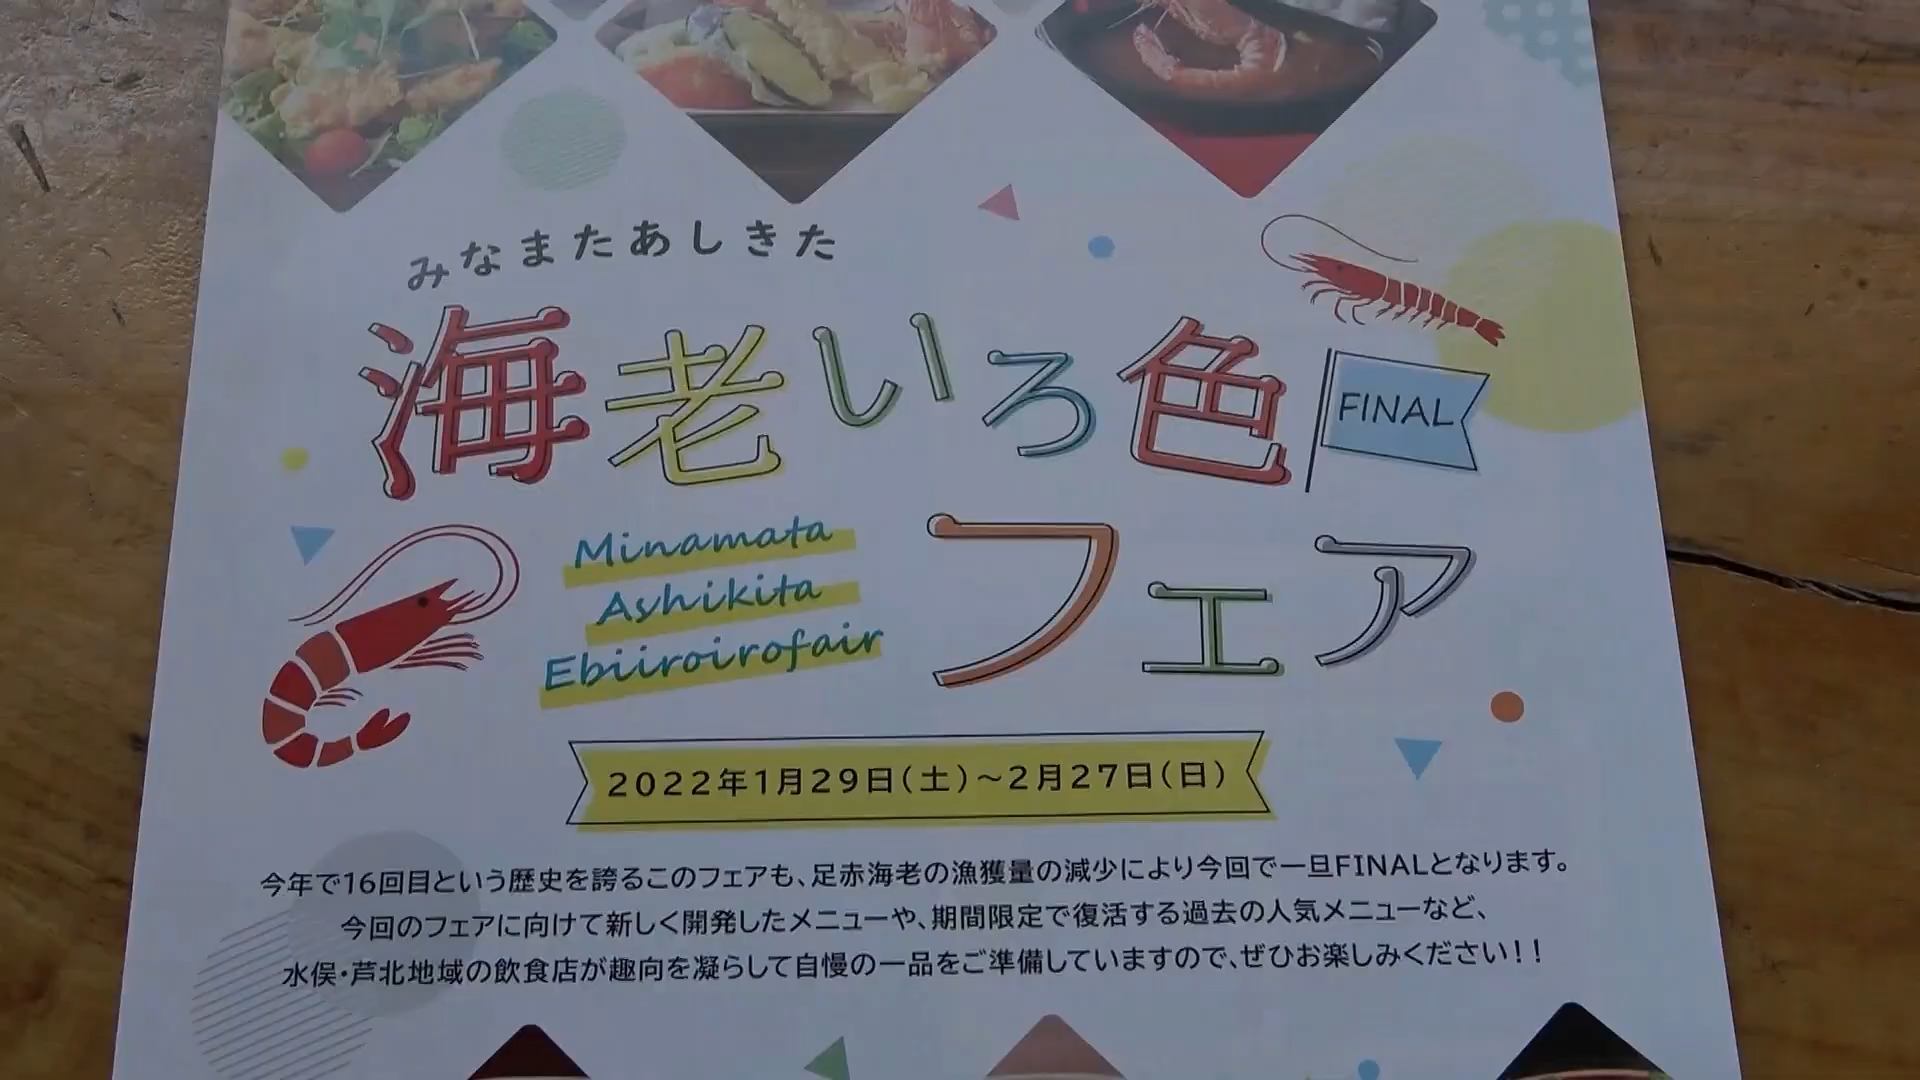 みなまたあしきた
海老いろ色
FINAL
フェア
Minamata
Ashikita
Ebiiroirofair
2022年1月29日(土)~2月27日(日)
今年で16回目という歴史を誇るこのフェアも、足赤海老の漁獲量の減少により今回で一旦FINALとなります。
今回のフェアに向けて新しく開発したメニューや、期間限定で復活する過去の人気メニューなど、
水俣・芦北地域の飲食店が趣向を凝らして自慢の一品をご準備していますので、ぜひお楽しみください!!